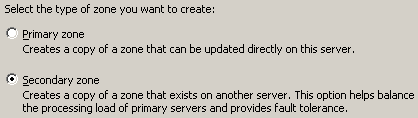 Select the type of zone you want to create:
Primary zone
Creates a copy of a zone that can be updated directly on this server.
Secondary zone
Creates a copy of a zone that exists on another server. This option helps balance
the processing load of primary servers and provides fault tolerance.